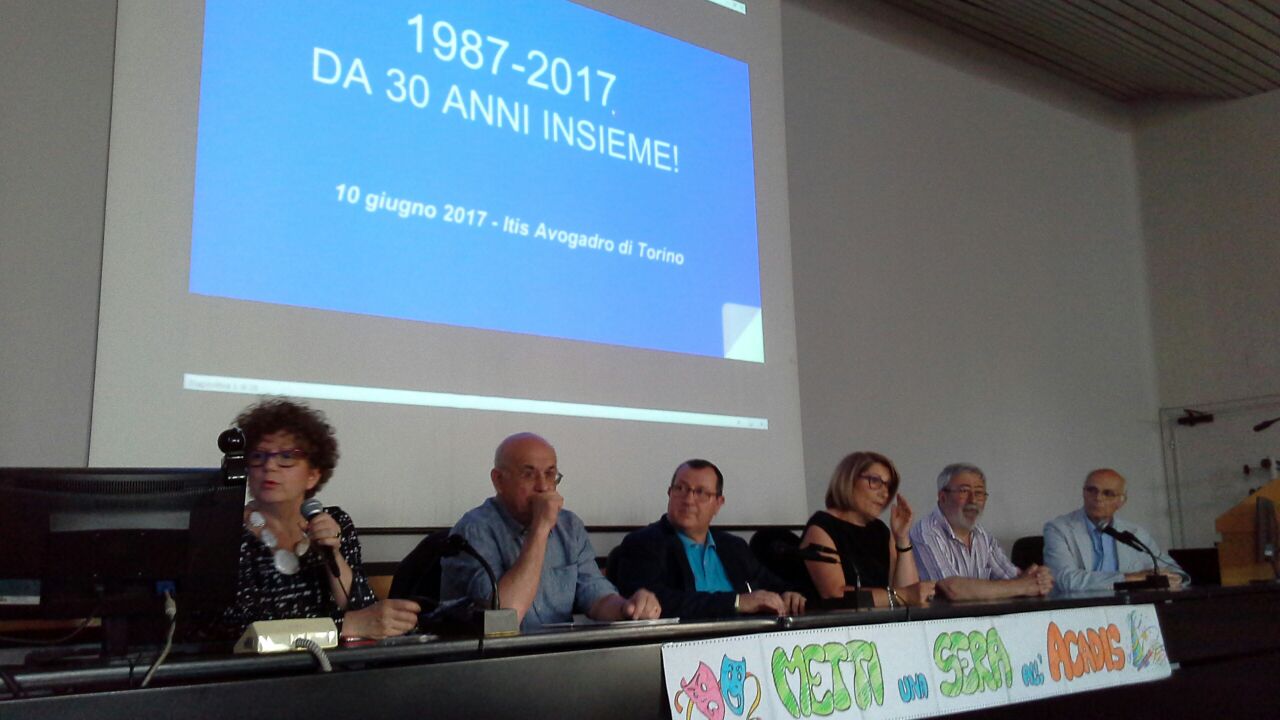 1987-2017
DA 30 ANNI INSIEME!
10 giugno 2017 - Itis Avogadro di Torino
METTI UNA SERA ALL' ACADIS